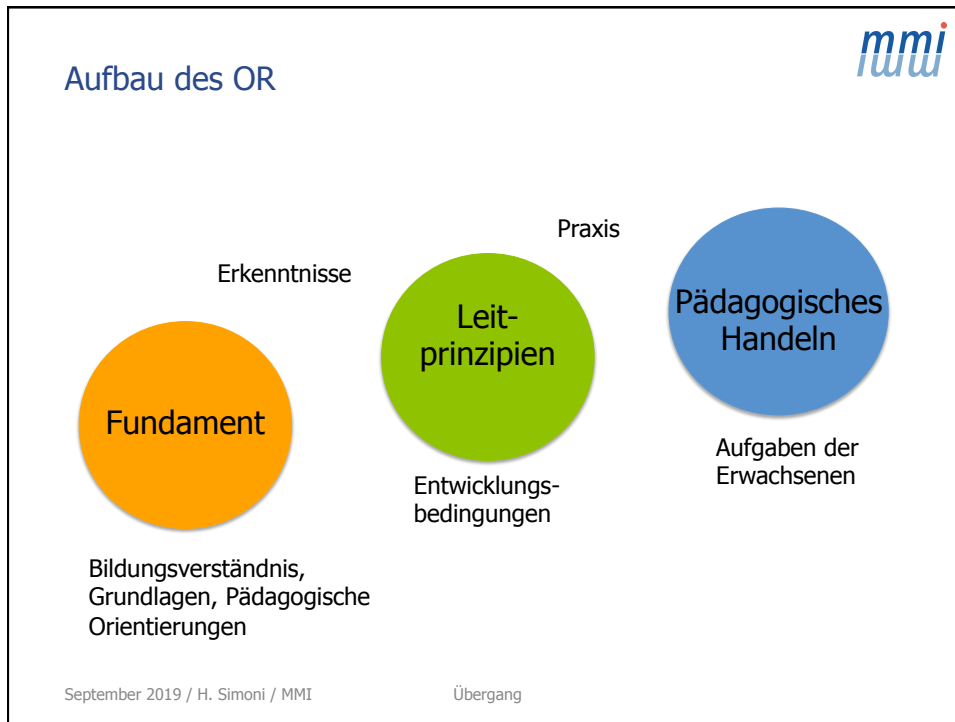 mmi
Aufbau des OR
Praxis
Erkenntnisse
Leit-
prinzipien
Pädagogisches
Handeln
Fundament
Aufgaben der
Erwachsenen
Entwicklungs-
bedingungen
Bildungsverständnis,
Grundlagen, Pädagogische
Orientierungen
September 2019 / H. Simoni / MMI
Übergang